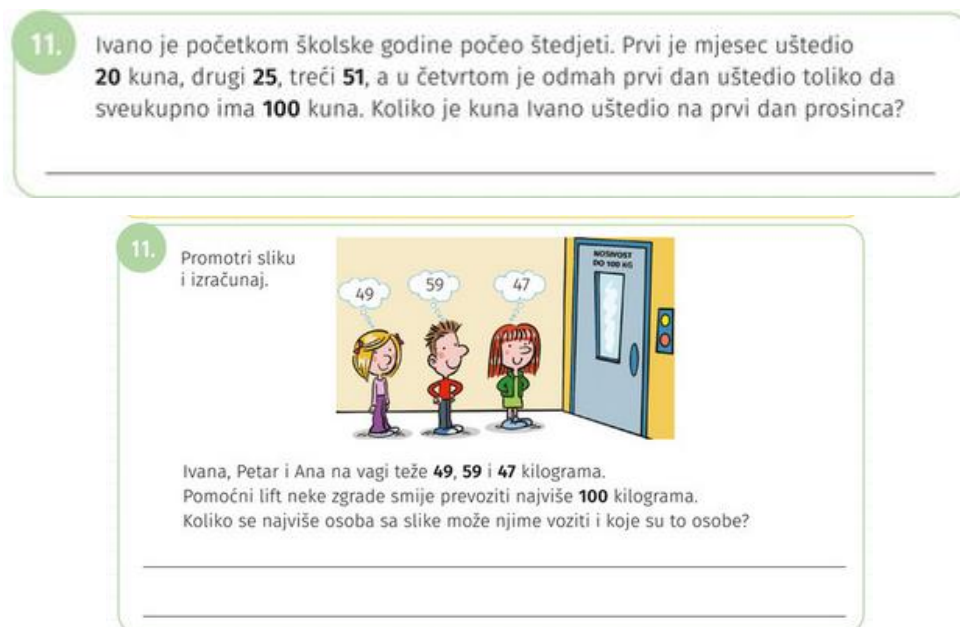 11.
Ivano je početkom školske godine počeo štedjeti. Prvi je mjesec uštedio
20 kuna, drugi 25, treći 51, a u četvrtom je odmah prvi dan uštedio toliko da
sveukupno ima 100 kuna. Koliko je kuna Ivano uštedio na prvi dan prosinca?
11.
Promotri sliku
i izračunaj.
49
59
47
NOSIVOST
DO 100 KG
Ivana, Petar i Ana na vagi teže 49, 59 i 47 kilograma.
Pomoćni lift neke zgrade smije prevoziti najviše 100 kilograma.
Koliko se najviše osoba sa slike može njime voziti i koje su to osobe?